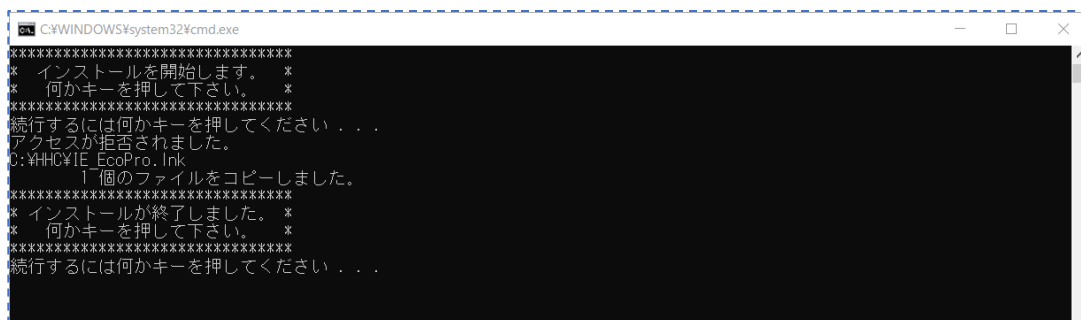 C:¥WINDOWS¥system32¥cmd.exe
********************************
*  インストールを開始します。  *
*   何かキーを押して下さい。   *
********************************
続行するには何かキーを押してください . . .
アクセスが拒否されました。
C:¥HHC¥IE_EcoPro.lnk
        1 個のファイルをコピーしました。
********************************
* インストールが終了しました。 *
*   何かキーを押して下さい。   *
********************************
続行するには何かキーを押してください . . .